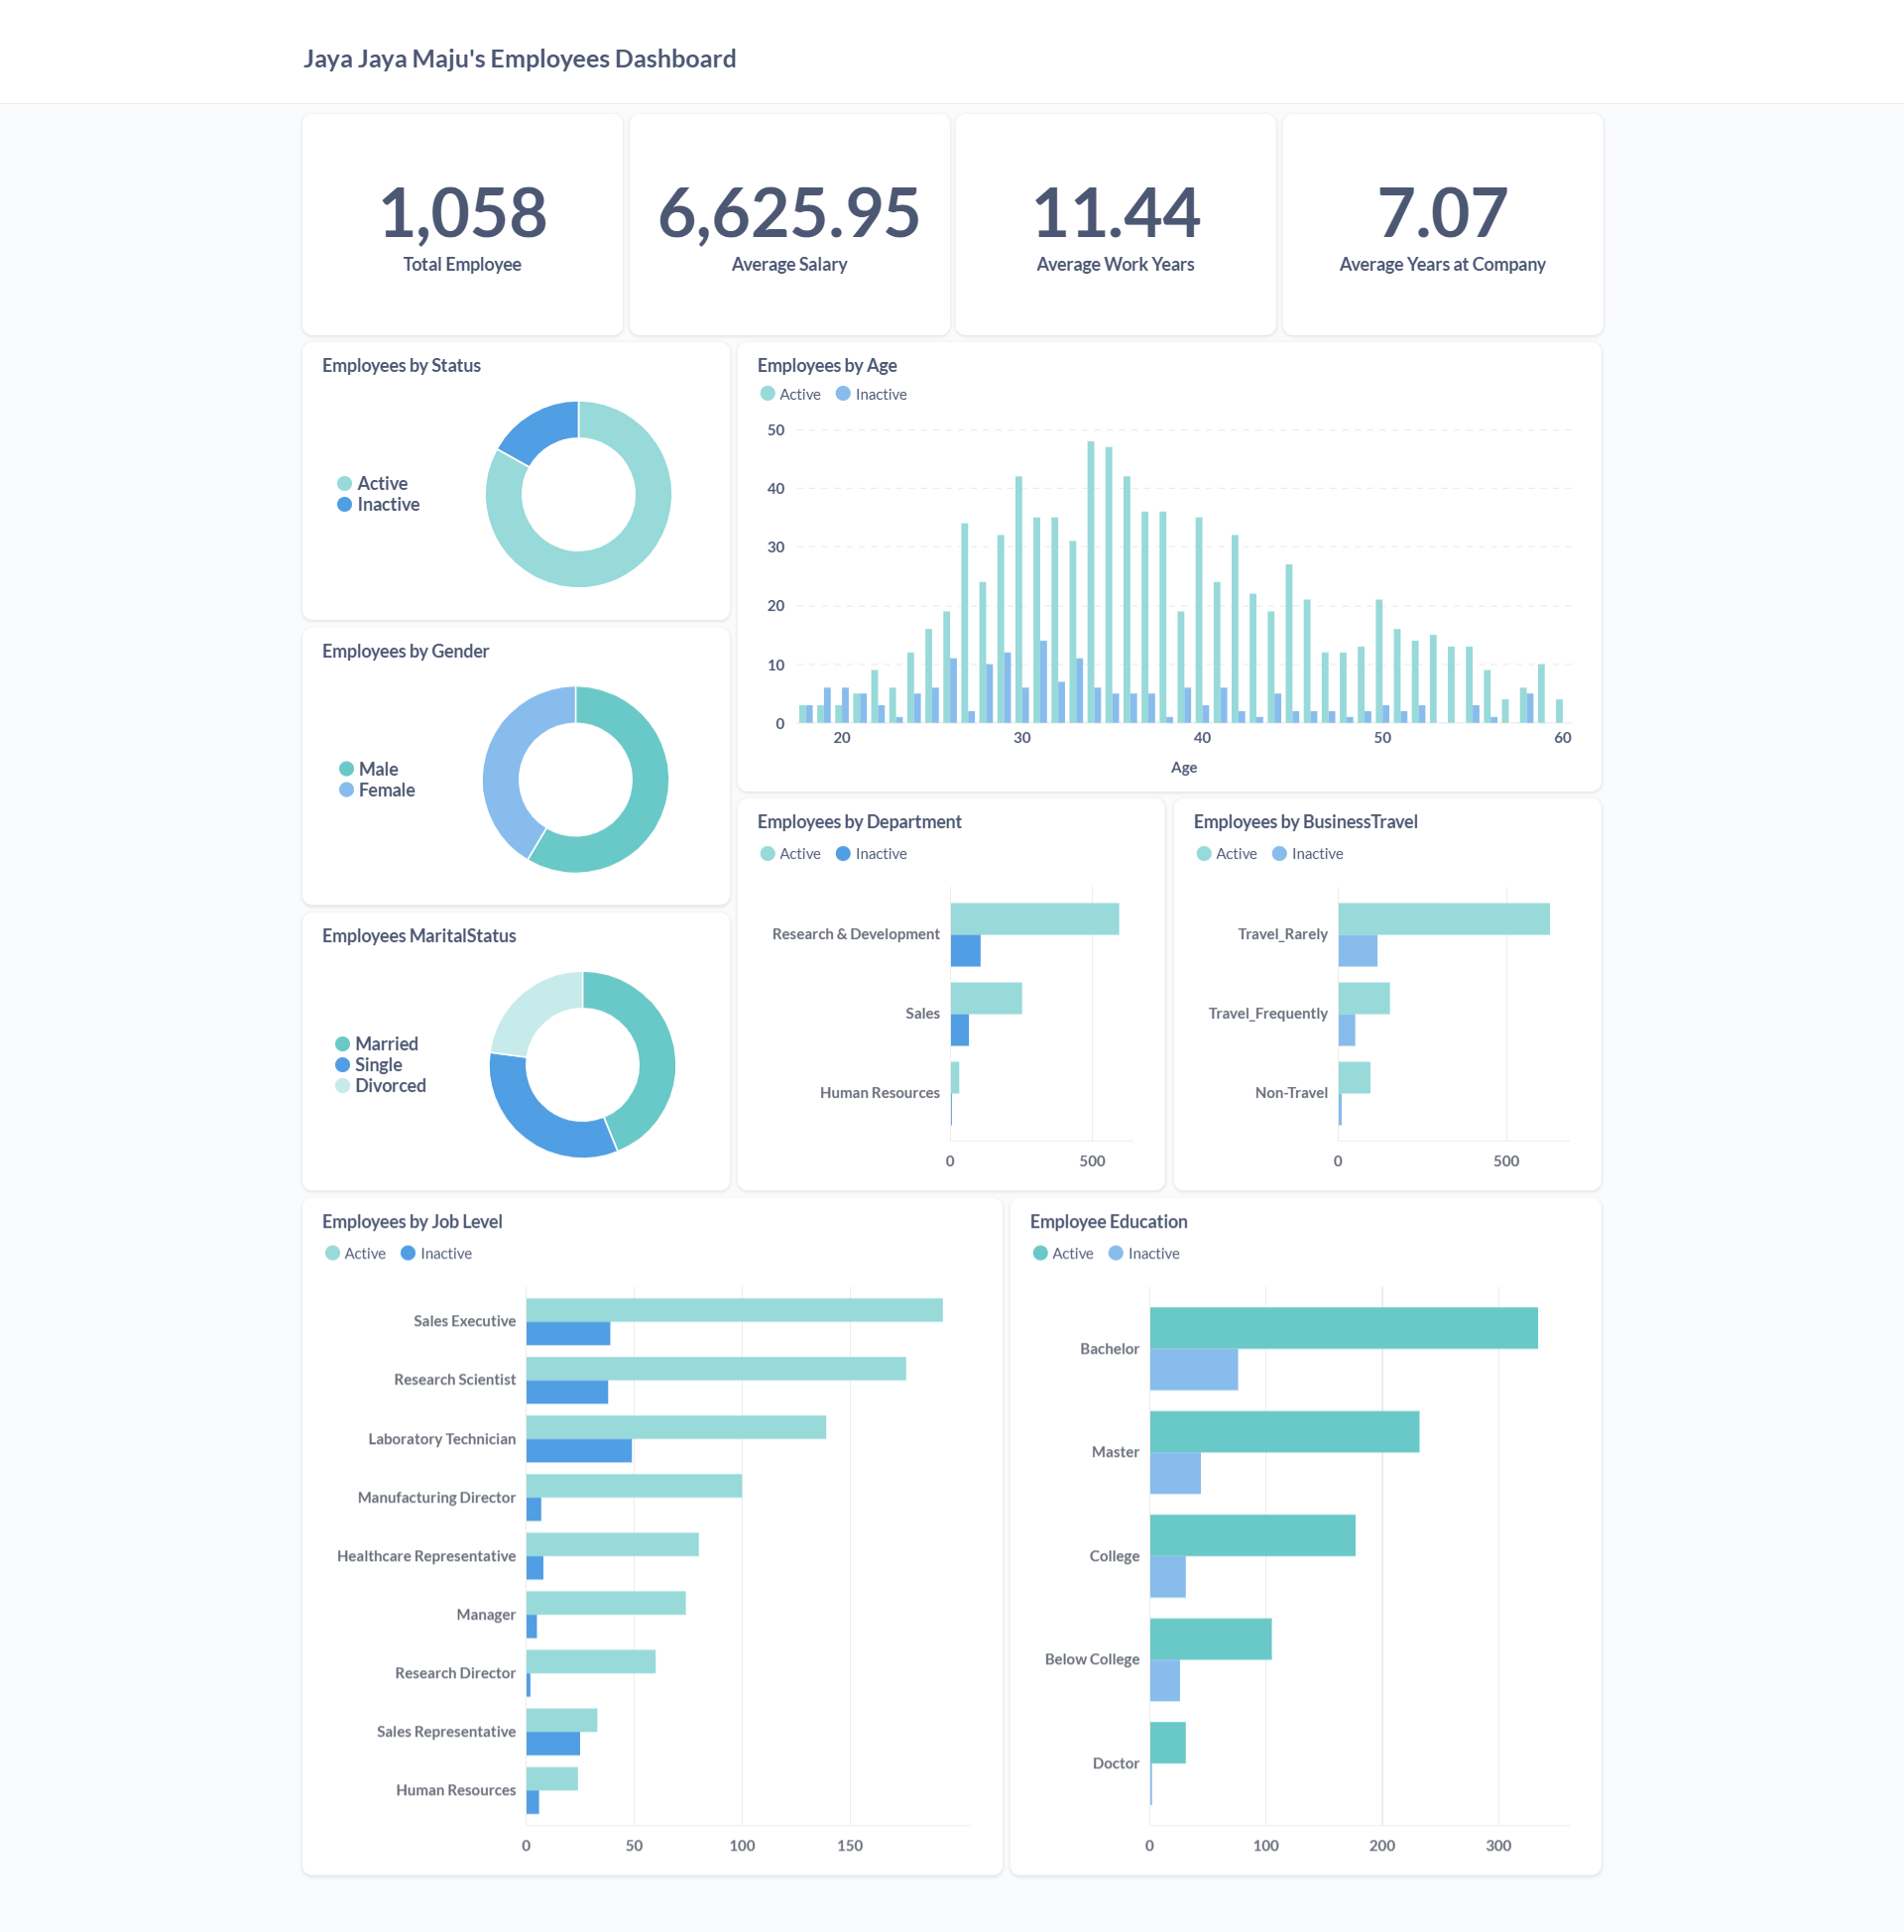 Jaya Jaya Maju's Employees Dashboard
1,058
Total Employee
6,625.95
Average Salary
11.44
Average Work Years
7.07
Average Years at Company
Employees by Status
Active
Inactive
Employees by Age
Active Inactive
50
40
30
20
10
0
20 30 40 50 60
Age
Employees by Gender
Male
Female
Employees MaritalStatus
Married
Single
Divorced
Employees by Department
Active Inactive
Research & Development
Sales
Human Resources
0 500
Employees by BusinessTravel
Active Inactive
Travel_Rarely
Travel_Frequently
Non-Travel
0 500
Employees by Job Level
Active Inactive
Sales Executive
Research Scientist
Laboratory Technician
Manufacturing Director
Healthcare Representative
Manager
Research Director
Sales Representative
Human Resources
0 50 100 150
Employee Education
Active Inactive
Bachelor
Master
College
Below College
Doctor
0 100 200 300